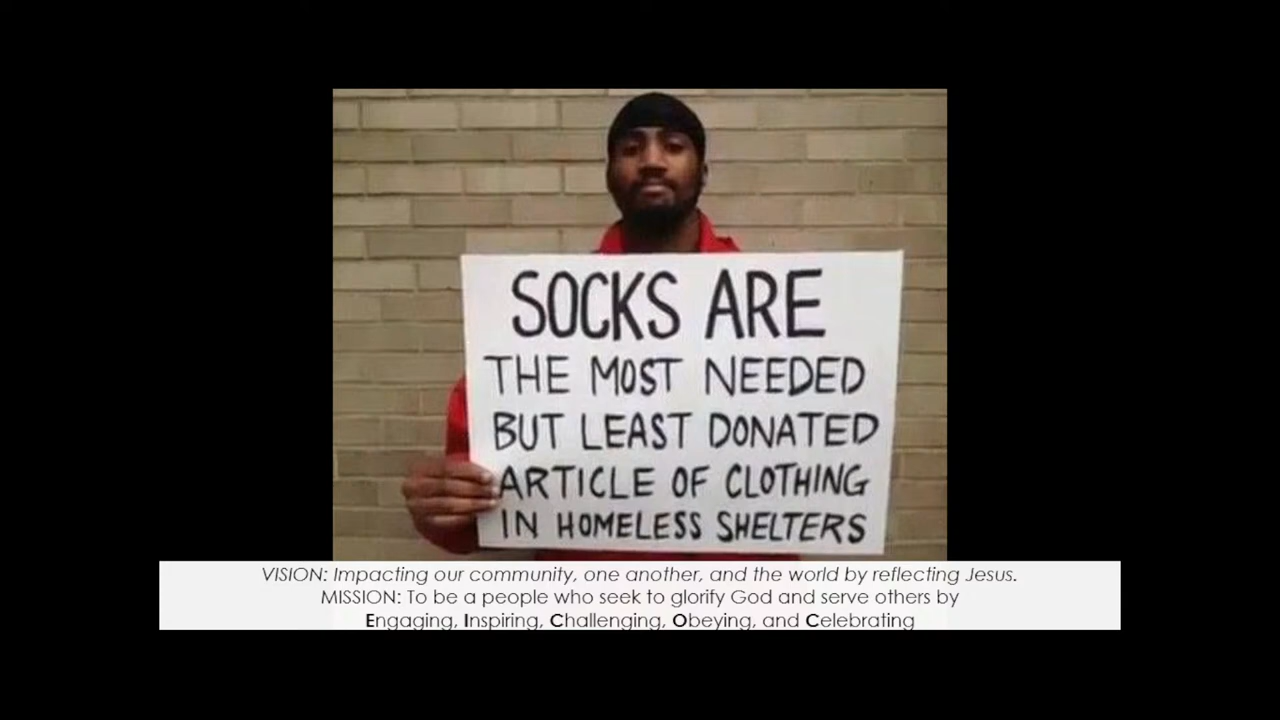 SOCKS ARE
THE MOST NEEDED
BUT LEAST DONATED
ARTICLE OF CLOTHING
IN HOMELESS SHELTERS
VISION: Impacting our community, one another, and the world by reflecting Jesus.
MISSION: To be a people who seek to glorify God and serve others by
Engaging, Inspiring, Challenging, Obeying, and Celebrating